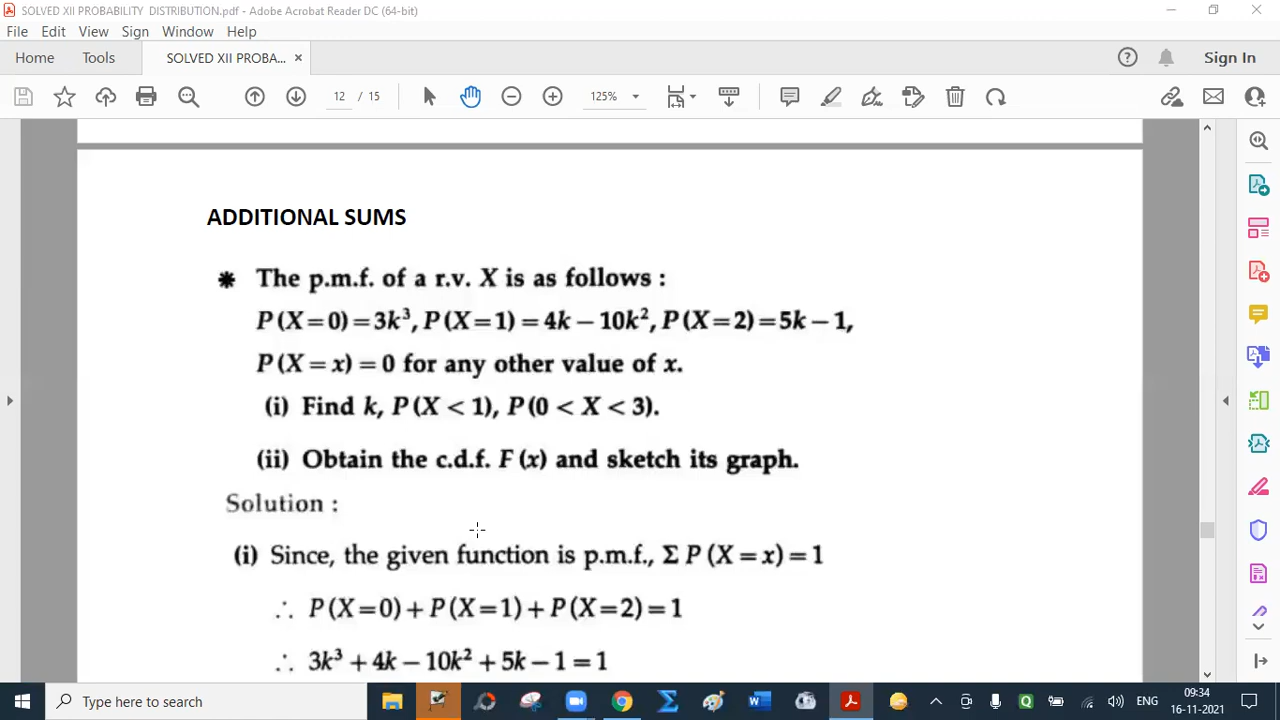 SOLVED XII PROBABILITY DISTRIBUTION.pdf - Adobe Acrobat Reader DC (64-bit)
File Edit View Sign Window Help
Home Tools SOLVED XII PROBA... × Sign In
12 / 15 125%
ADDITIONAL SUMS
✱ The p.m.f. of a r.v. X is as follows :
P(X=0)=3k³, P(X=1)=4k−10k², P(X=2)=5k−1,
P(X=x)=0 for any other value of x.
(i) Find k, P(X<1), P(0<X<3).
(ii) Obtain the c.d.f. F(x) and sketch its graph.
Solution :
(i) Since, the given function is p.m.f., Σ P(X=x)=1
∴ P(X=0)+P(X=1)+P(X=2)=1
∴ 3k³+4k−10k²+5k−1=1
Type here to search
ENG
09:34
16-11-2021